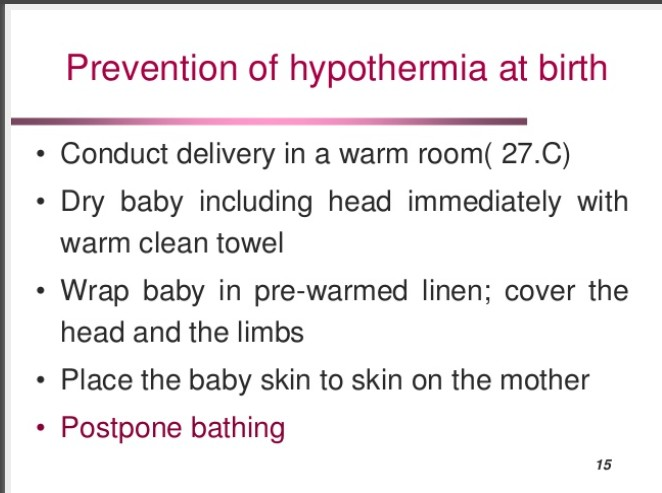 Prevention of hypothermia at birth
• Conduct delivery in a warm room( 27.C)
• Dry baby including head immediately with
warm clean towel
• Wrap baby in pre-warmed linen; cover the
head and the limbs
• Place the baby skin to skin on the mother
• Postpone bathing
15